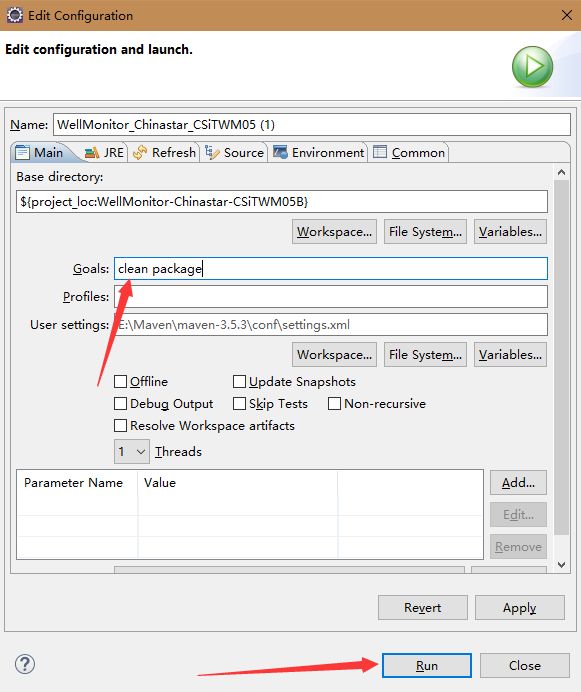 Edit Configuration
Edit configuration and launch.
Name: WellMonitor_Chinastar_CSiTWM05 (1)
Main JRE Refresh Source Environment Common
Base directory:
${project_loc:WellMonitor-Chinastar-CSiTWM05B}
Workspace... File System... Variables...
Goals: clean package
Profiles:
User settings: E:\Maven\maven-3.5.3\conf\settings.xml
Workspace... File System... Variables...
Offline Update Snapshots
Debug Output Skip Tests Non-recursive
Resolve Workspace artifacts
1 Threads
Parameter Name Value Add...
Edit...
Remove
Revert Apply
? Run Close